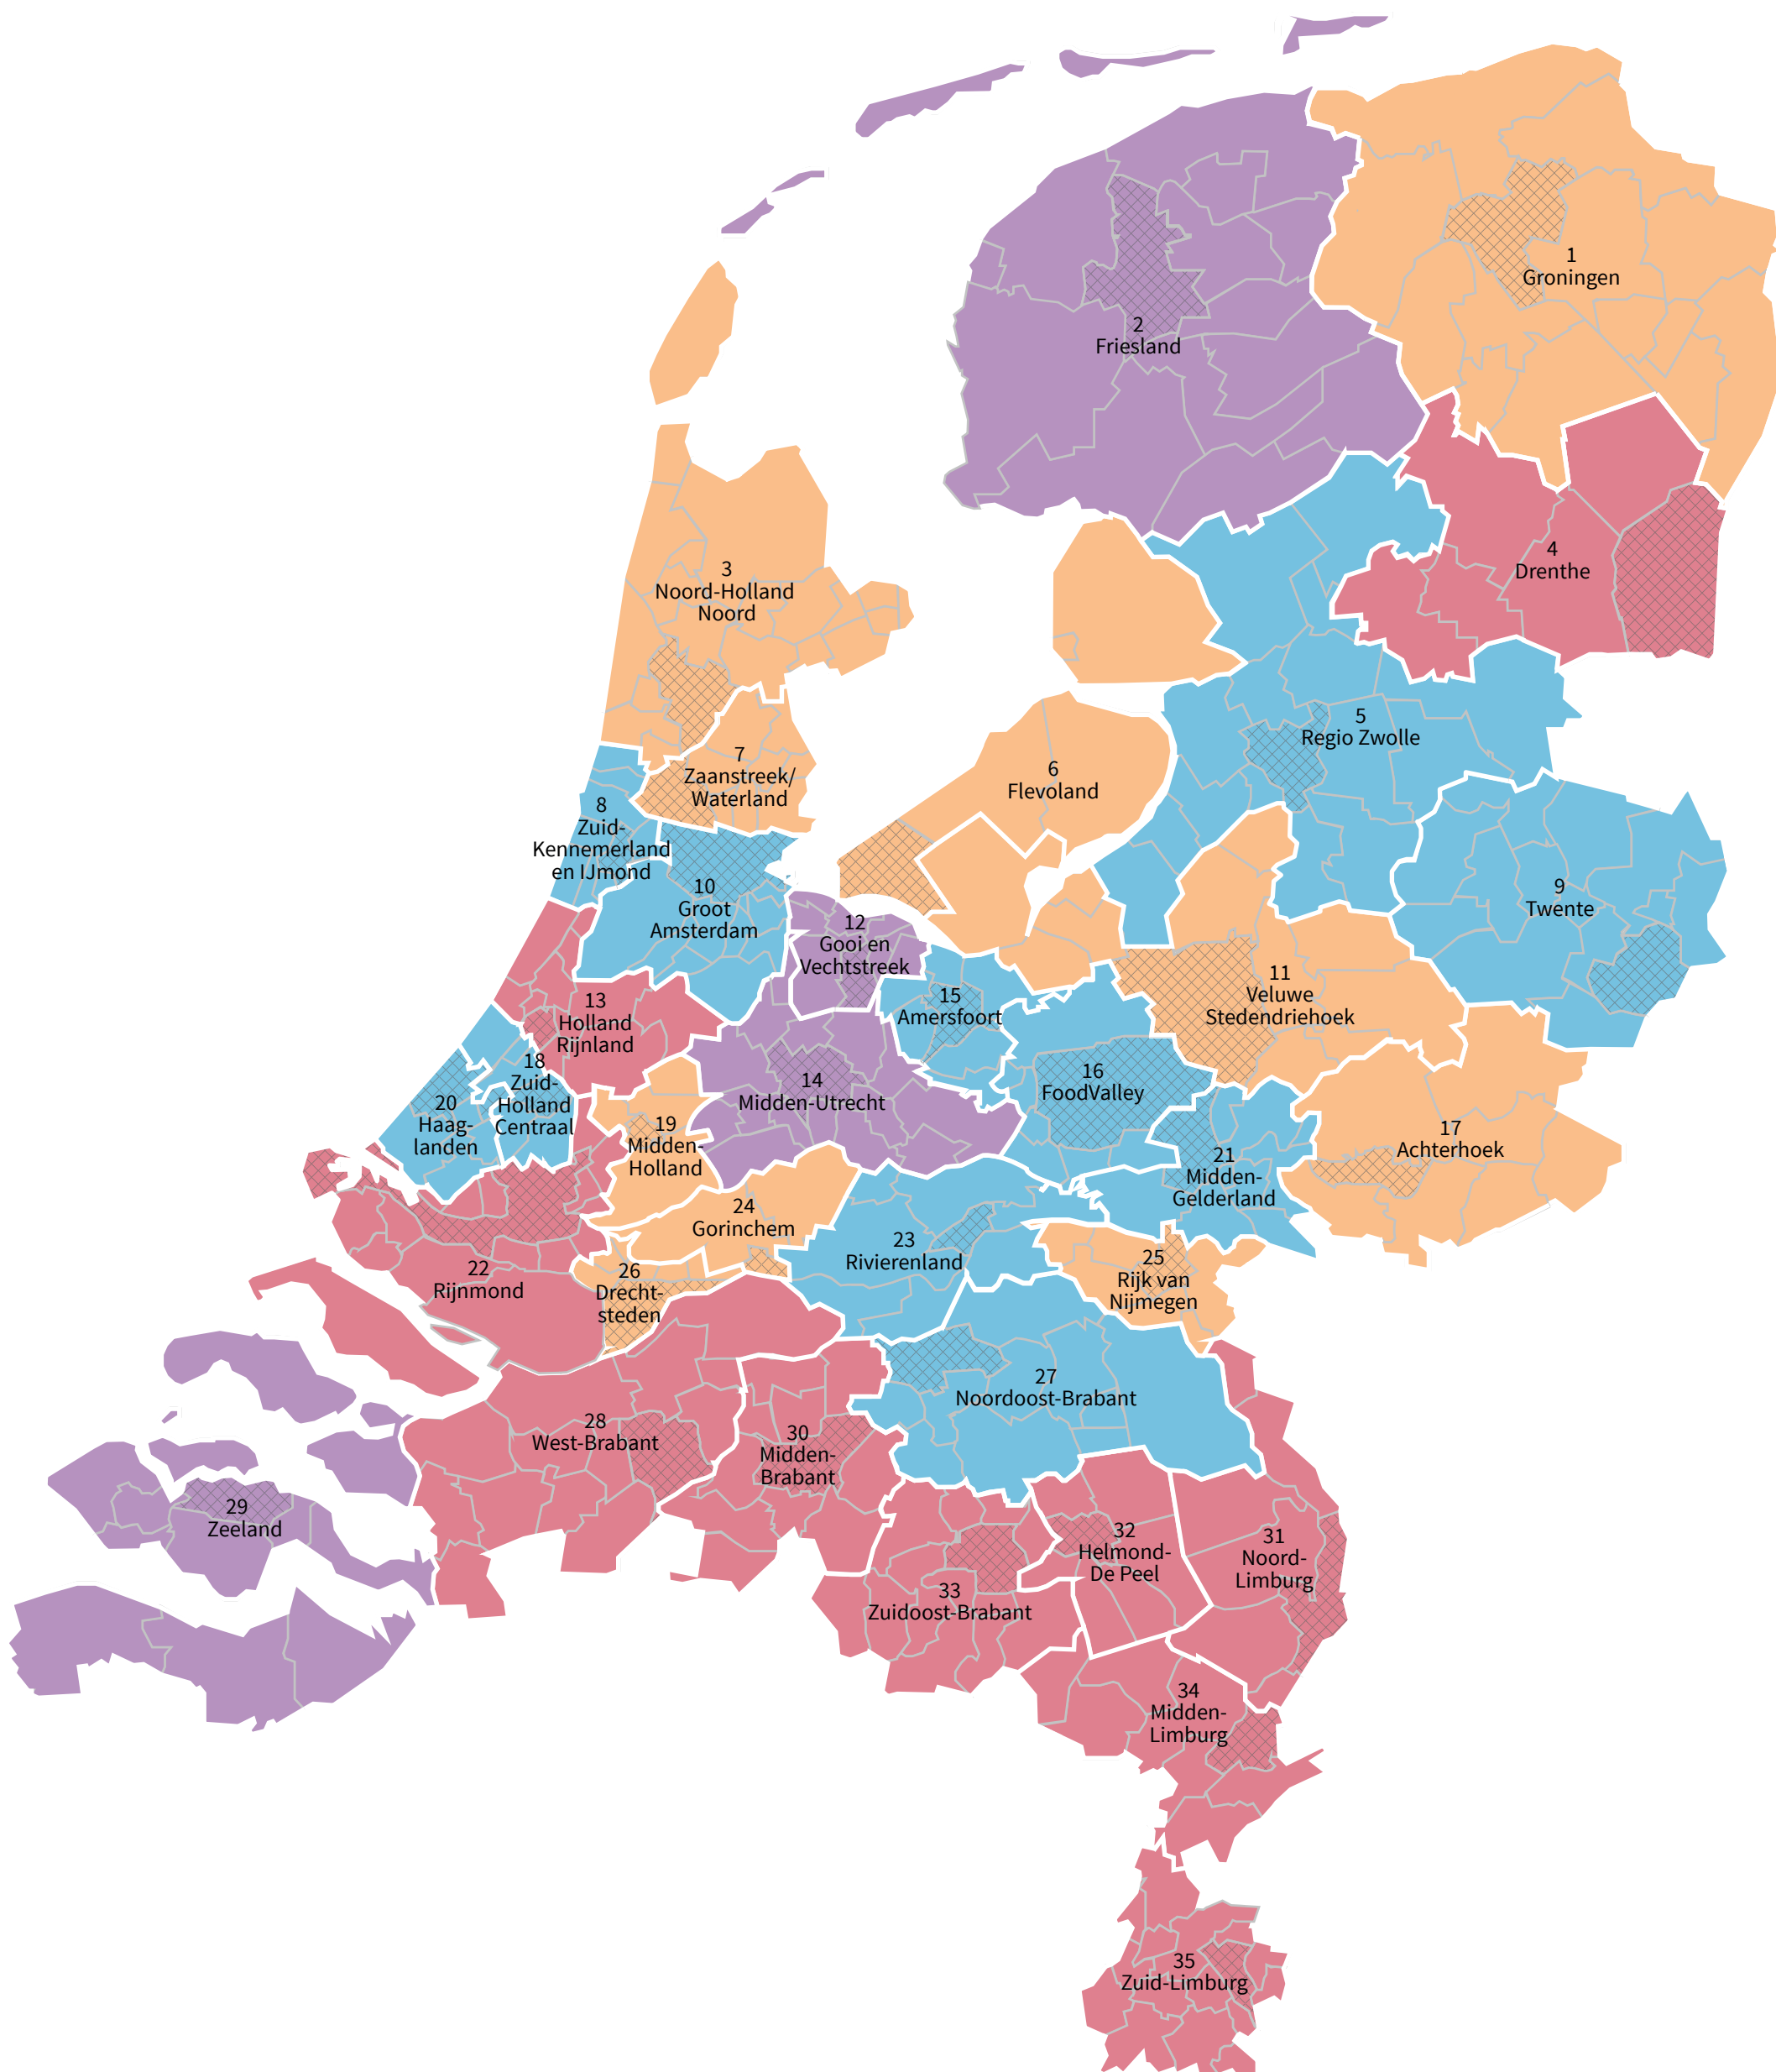 1
Groningen
2
Friesland
3
Noord-Holland
Noord
4
Drenthe
5
Regio Zwolle
6
Flevoland
7
Zaanstreek/
Waterland
8
Zuid-
Kennemerland
en IJmond
9
Twente
10
Groot
Amsterdam
11
Veluwe
Stedendriehoek
12
Gooi en
Vechtstreek
13
Holland
Rijnland
14
Midden-Utrecht
15
Amersfoort
16
FoodValley
17
Achterhoek
18
Zuid-
Holland
Centraal
19
Midden-
Holland
20
Haag-
landen
21
Midden-
Gelderland
22
Rijnmond
23
Rivierenland
24
Gorinchem
25
Rijk van
Nijmegen
26
Drecht-
steden
27
Noordoost-Brabant
28
West-Brabant
29
Zeeland
30
Midden-
Brabant
31
Noord-
Limburg
32
Helmond-
De Peel
33
Zuidoost-Brabant
34
Midden-
Limburg
35
Zuid-Limburg